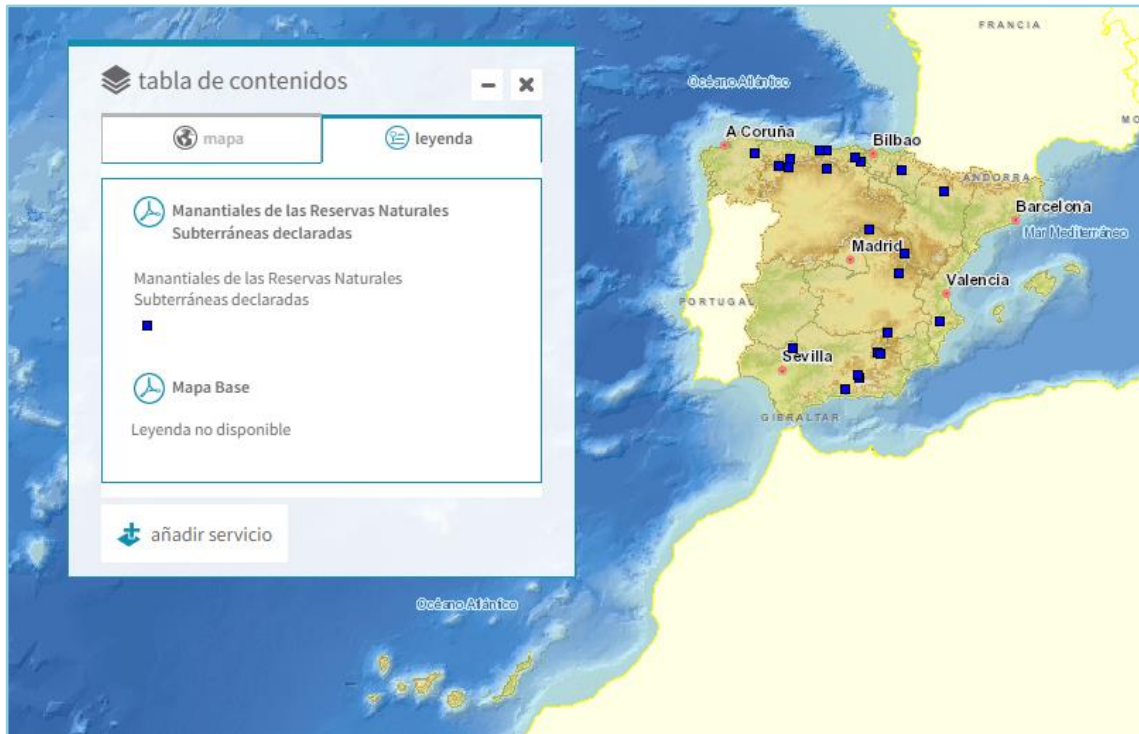 tabla de contenidos
mapa
leyenda
Manantiales de las Reservas Naturales
Subterráneas declaradas
Manantiales de las Reservas Naturales
Subterráneas declaradas
Mapa Base
Leyenda no disponible
añadir servicio
FRANCIA
Océano Atlántico
A Coruña
Bilbao
ANDORRA
Barcelona
Mar Mediterráneo
Madrid
Valencia
PORTUGAL
Sevilla
GIBRALTAR
Océano Atlántico